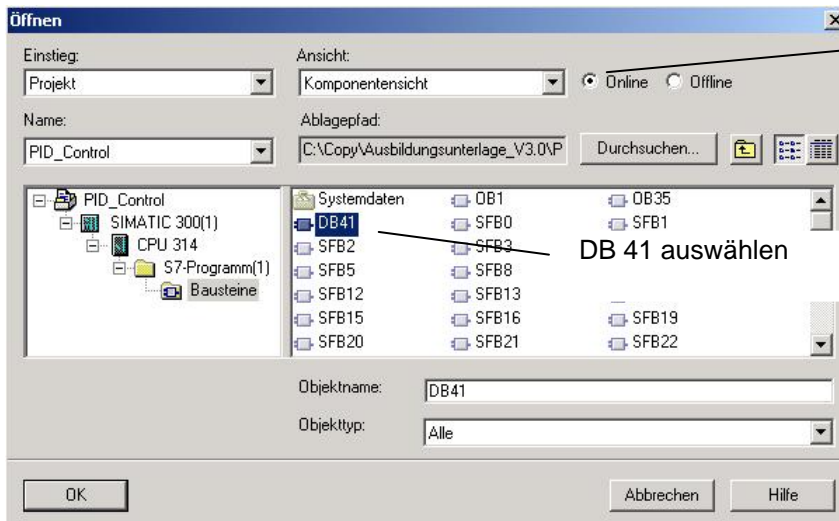 Öffnen
Einstieg:
Ansicht:
Projekt
Komponentensicht
Online
Offline
Name:
Ablagepfad:
PID_Control
C:\Copy\Ausbildungsunterlage_V3.0\P
Durchsuchen...
PID_Control
SIMATIC 300(1)
CPU 314
S7-Programm(1)
Bausteine
Systemdaten OB1 OB35
DB41 SFB0 SFB1
SFB2 SFB3
DB 41 auswählen
SFB5 SFB8
SFB12 SFB13
SFB15 SFB16 SFB19
SFB20 SFB21 SFB22
Objektname:
DB41
Objekttyp:
Alle
OK
Abbrechen
Hilfe